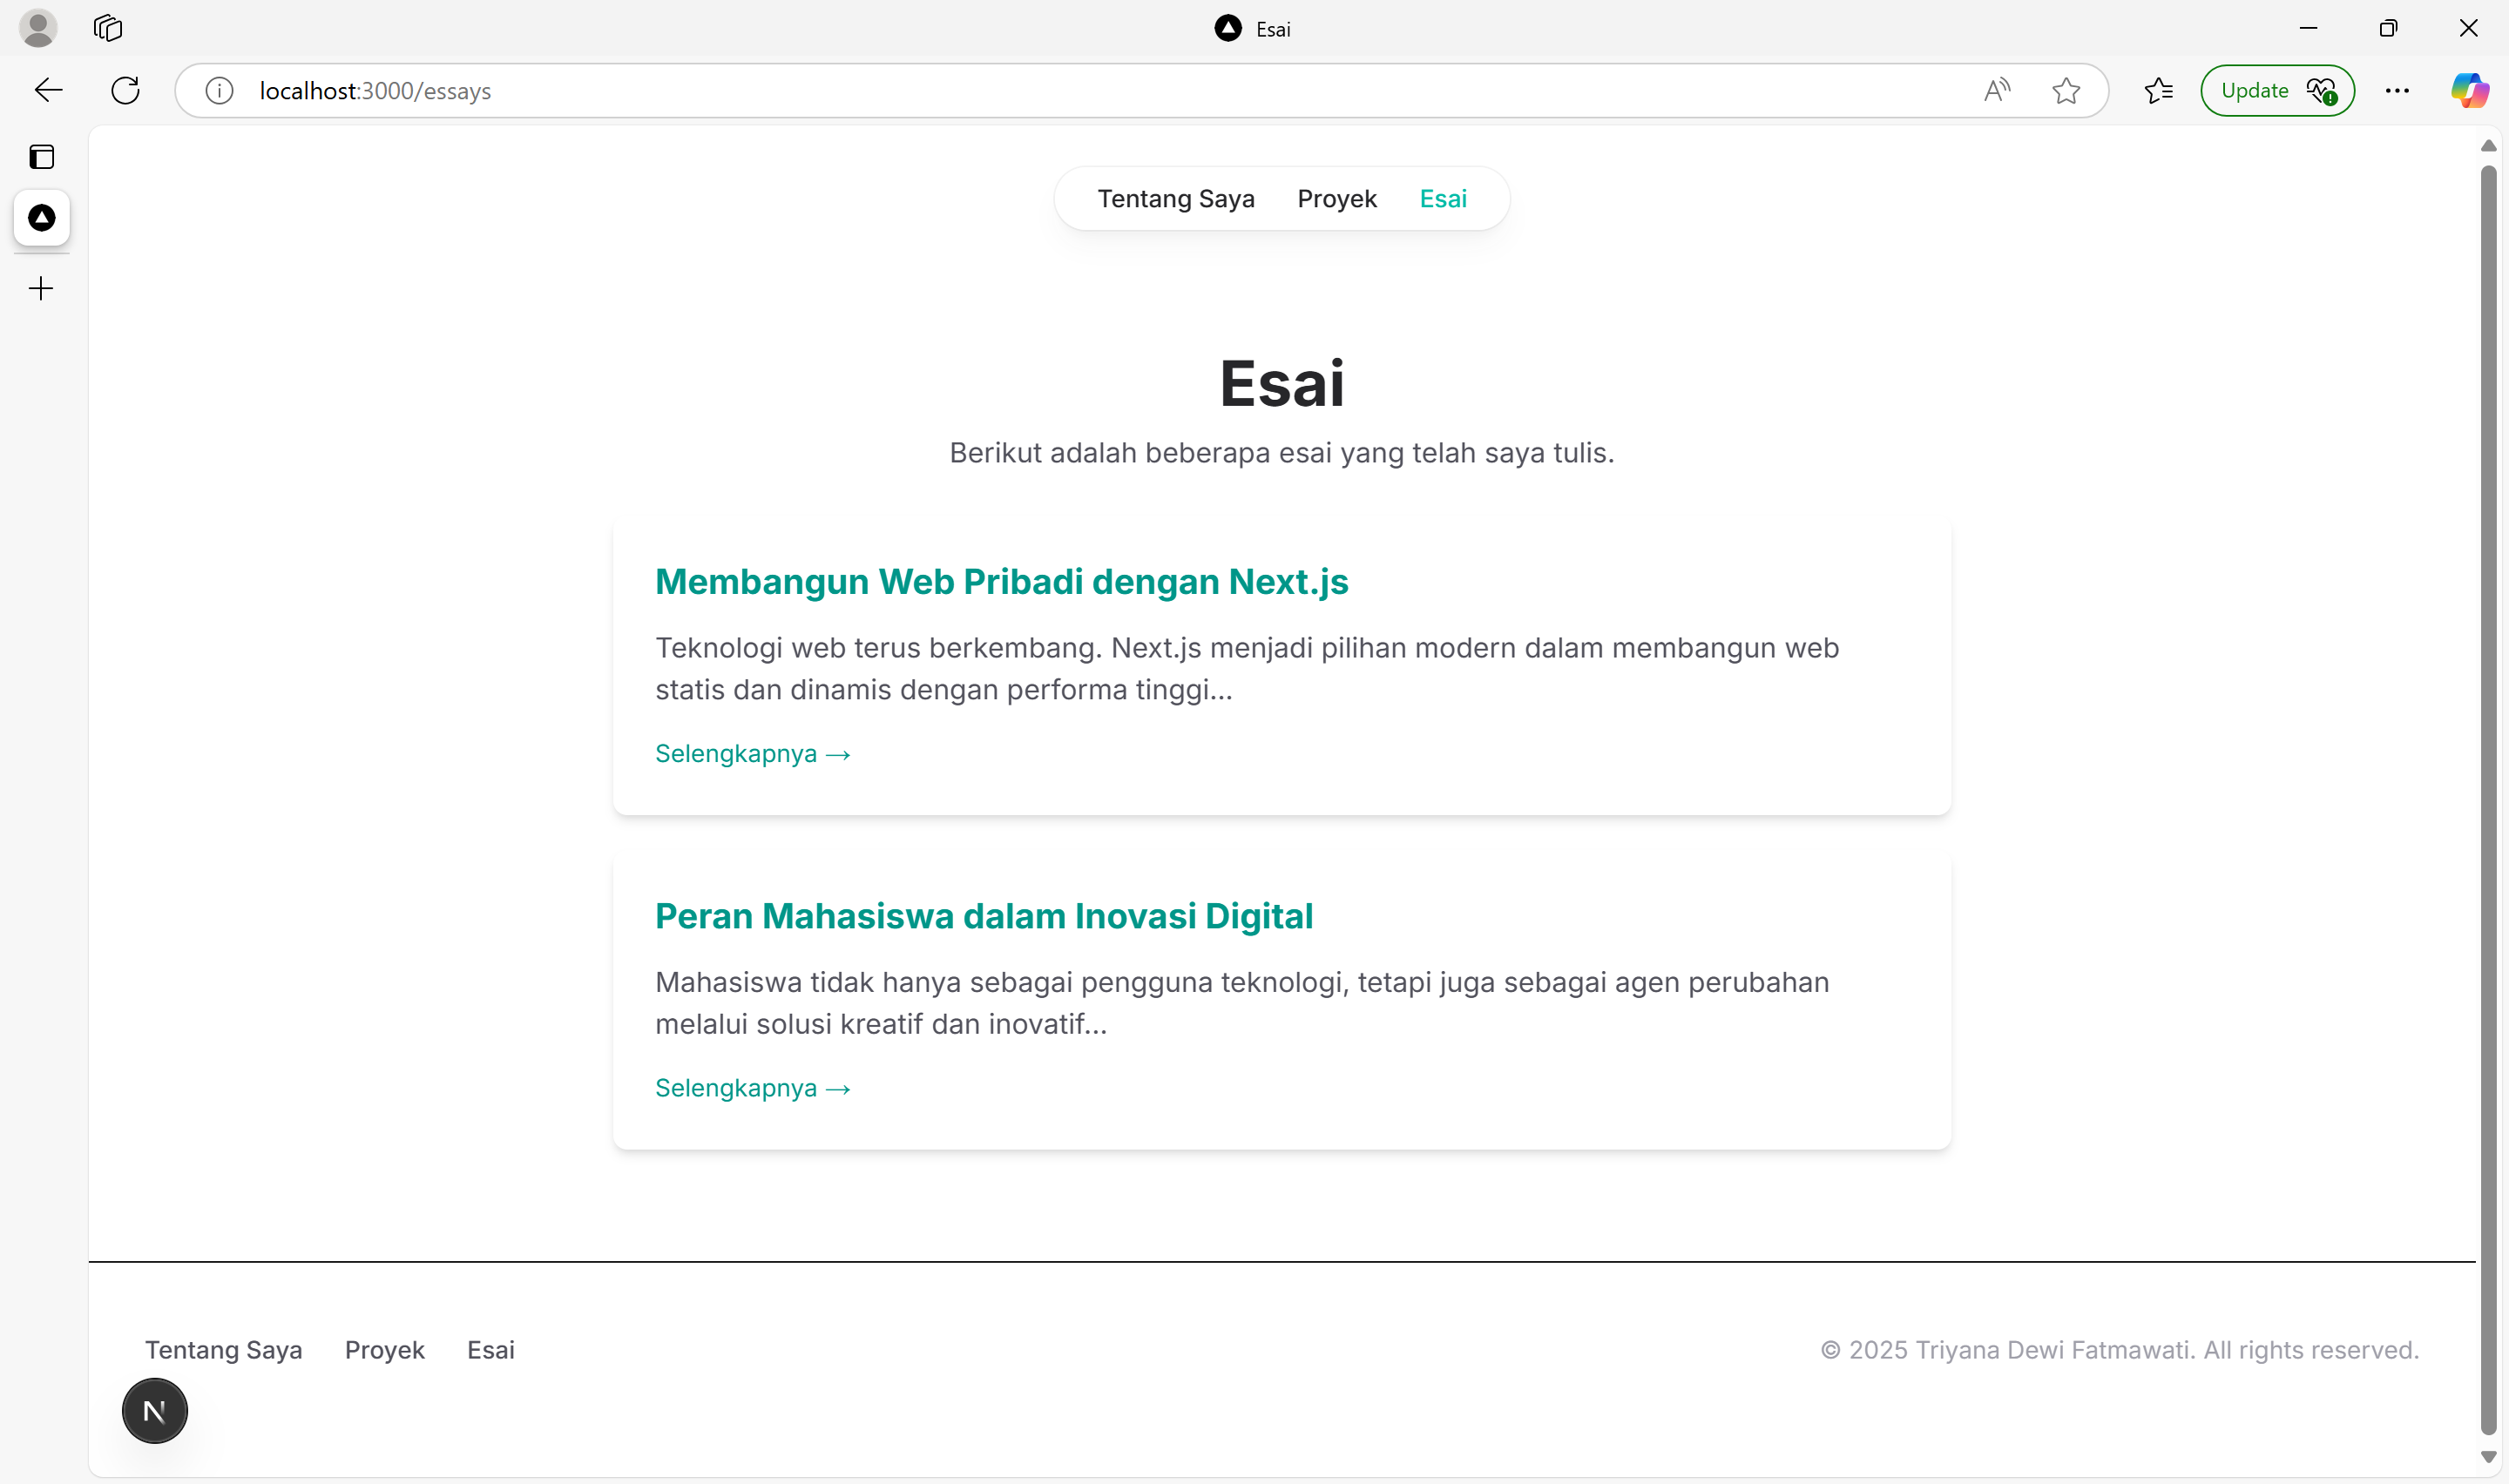 Esai
localhost:3000/essays
Update
Tentang Saya Proyek Esai
Esai
Berikut adalah beberapa esai yang telah saya tulis.
Membangun Web Pribadi dengan Next.js
Teknologi web terus berkembang. Next.js menjadi pilihan modern dalam membangun web
statis dan dinamis dengan performa tinggi...
Selengkapnya →
Peran Mahasiswa dalam Inovasi Digital
Mahasiswa tidak hanya sebagai pengguna teknologi, tetapi juga sebagai agen perubahan
melalui solusi kreatif dan inovatif...
Selengkapnya →
Tentang Saya Proyek Esai
© 2025 Triyana Dewi Fatmawati. All rights reserved.
N